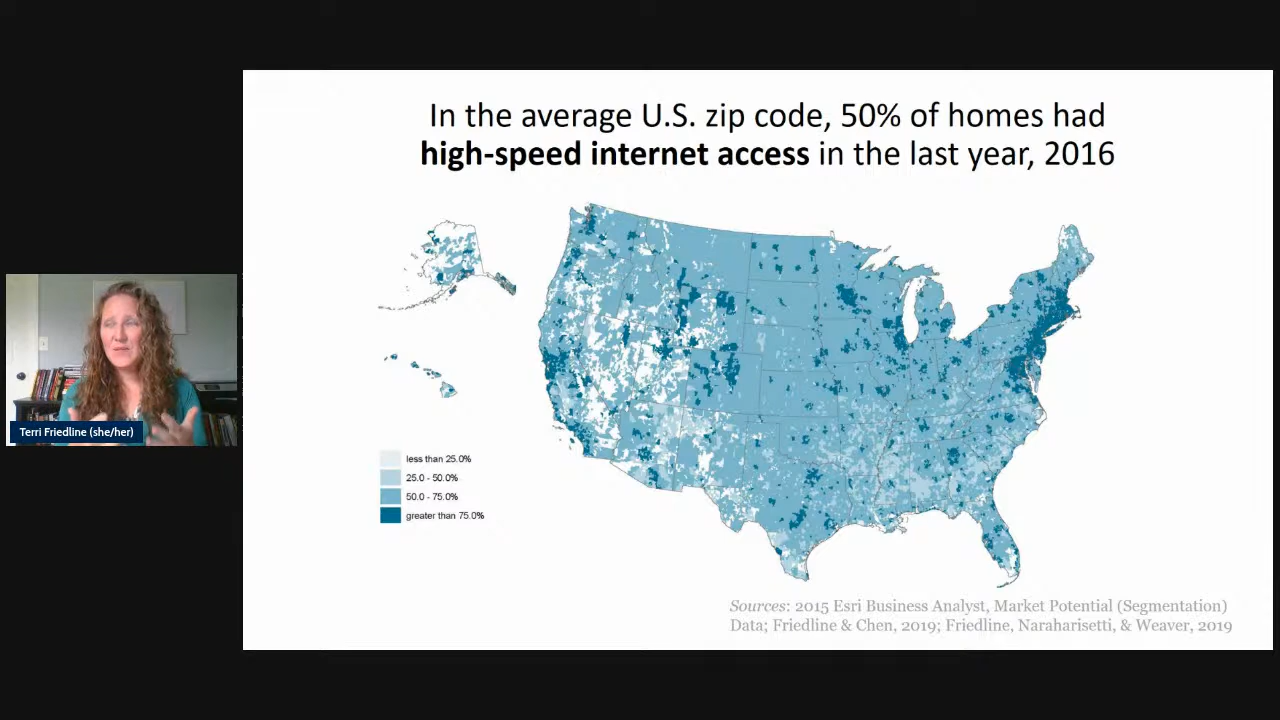 In the average U.S. zip code, 50% of homes had
high-speed internet access in the last year, 2016
Terri Friedline (she/her)
less than 25.0%
25.0 - 50.0%
50.0 - 75.0%
greater than 75.0%
Sources: 2015 Esri Business Analyst, Market Potential (Segmentation)
Data; Friedline & Chen, 2019; Friedline, Naraharisetti, & Weaver, 2019